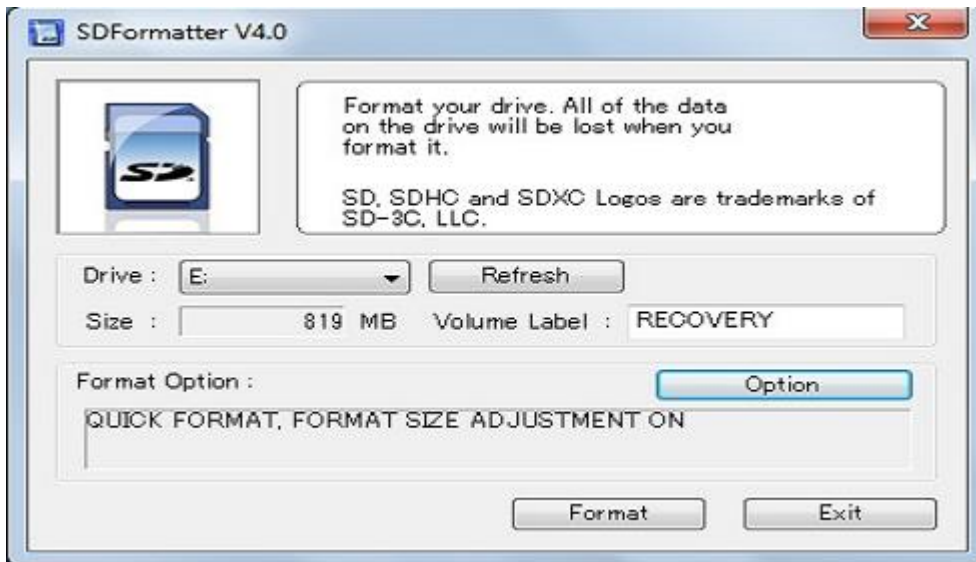 SDFormatter V4.0
Format your drive. All of the data
on the drive will be lost when you
format it.
SD, SDHC and SDXC Logos are trademarks of
SD-3C, LLC.
SD
Drive : E: Refresh
Size : 819 MB Volume Label : RECOVERY
Format Option : Option
QUICK FORMAT, FORMAT SIZE ADJUSTMENT ON
Format Exit